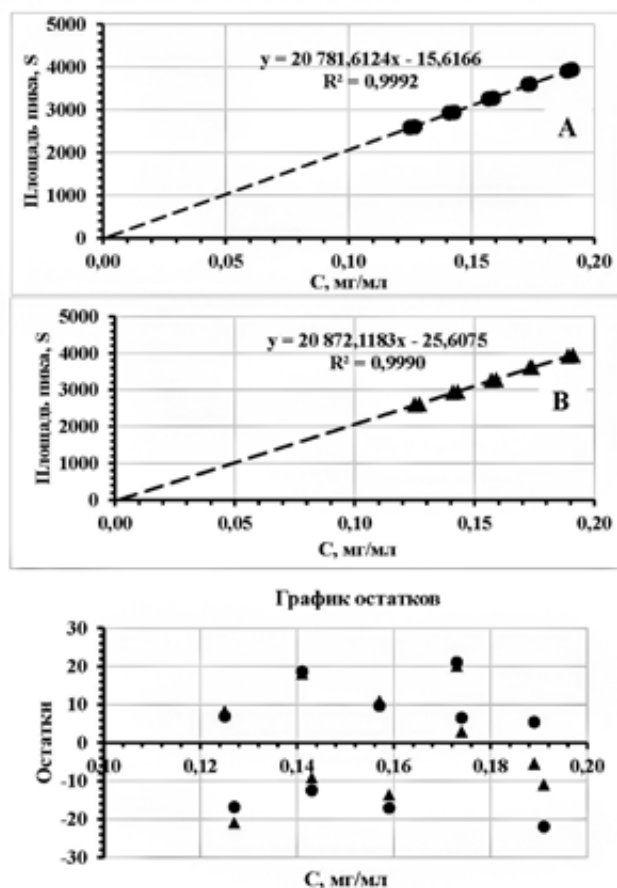 5000
4000
3000
2000
1000
0
Площадь пика, S
y = 20 781,6124x - 15,6166
R² = 0,9992
A
0,00 0,05 0,10 0,15 0,20
C, мг/мл
5000
4000
3000
2000
1000
0
Площадь пика, S
y = 20 872,1183x - 25,6075
R² = 0,9990
B
0,00 0,05 0,10 0,15 0,20
C, мг/мл
График остатков
30
20
10
0
-10
-20
-30
Остатки
0,10 0,12 0,14 0,16 0,18 0,20
C, мг/мл